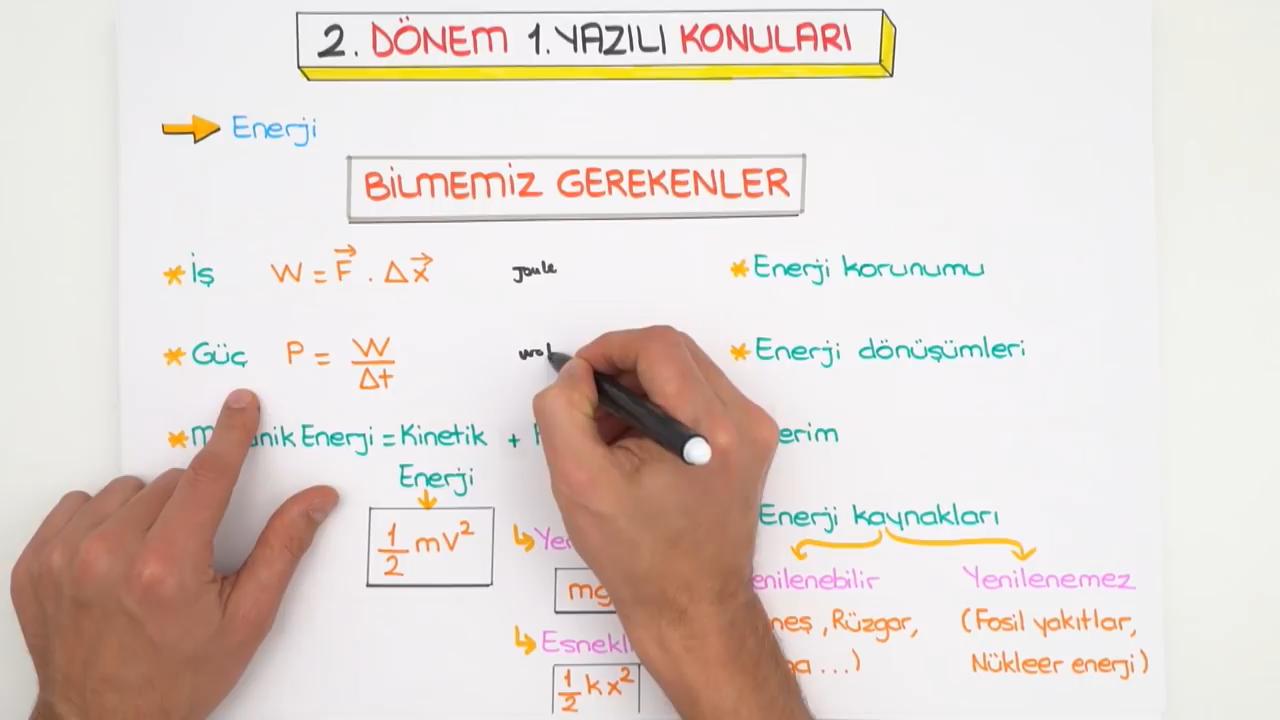 2. DÖNEM 1. YAZILI KONULARI
Enerji
BİLMEMİZ GEREKENLER
İş W = F . Δx Joule
Enerji korunumu
Güç P = W/Δt
Enerji dönüşümleri
Enerji = Kinetik +
Enerji
1/2 mv²
Enerji kaynakları
Yenilenemez
Rüzgar,
(Fosil yakıtlar,
Nükleer enerji)
1/2 kx²